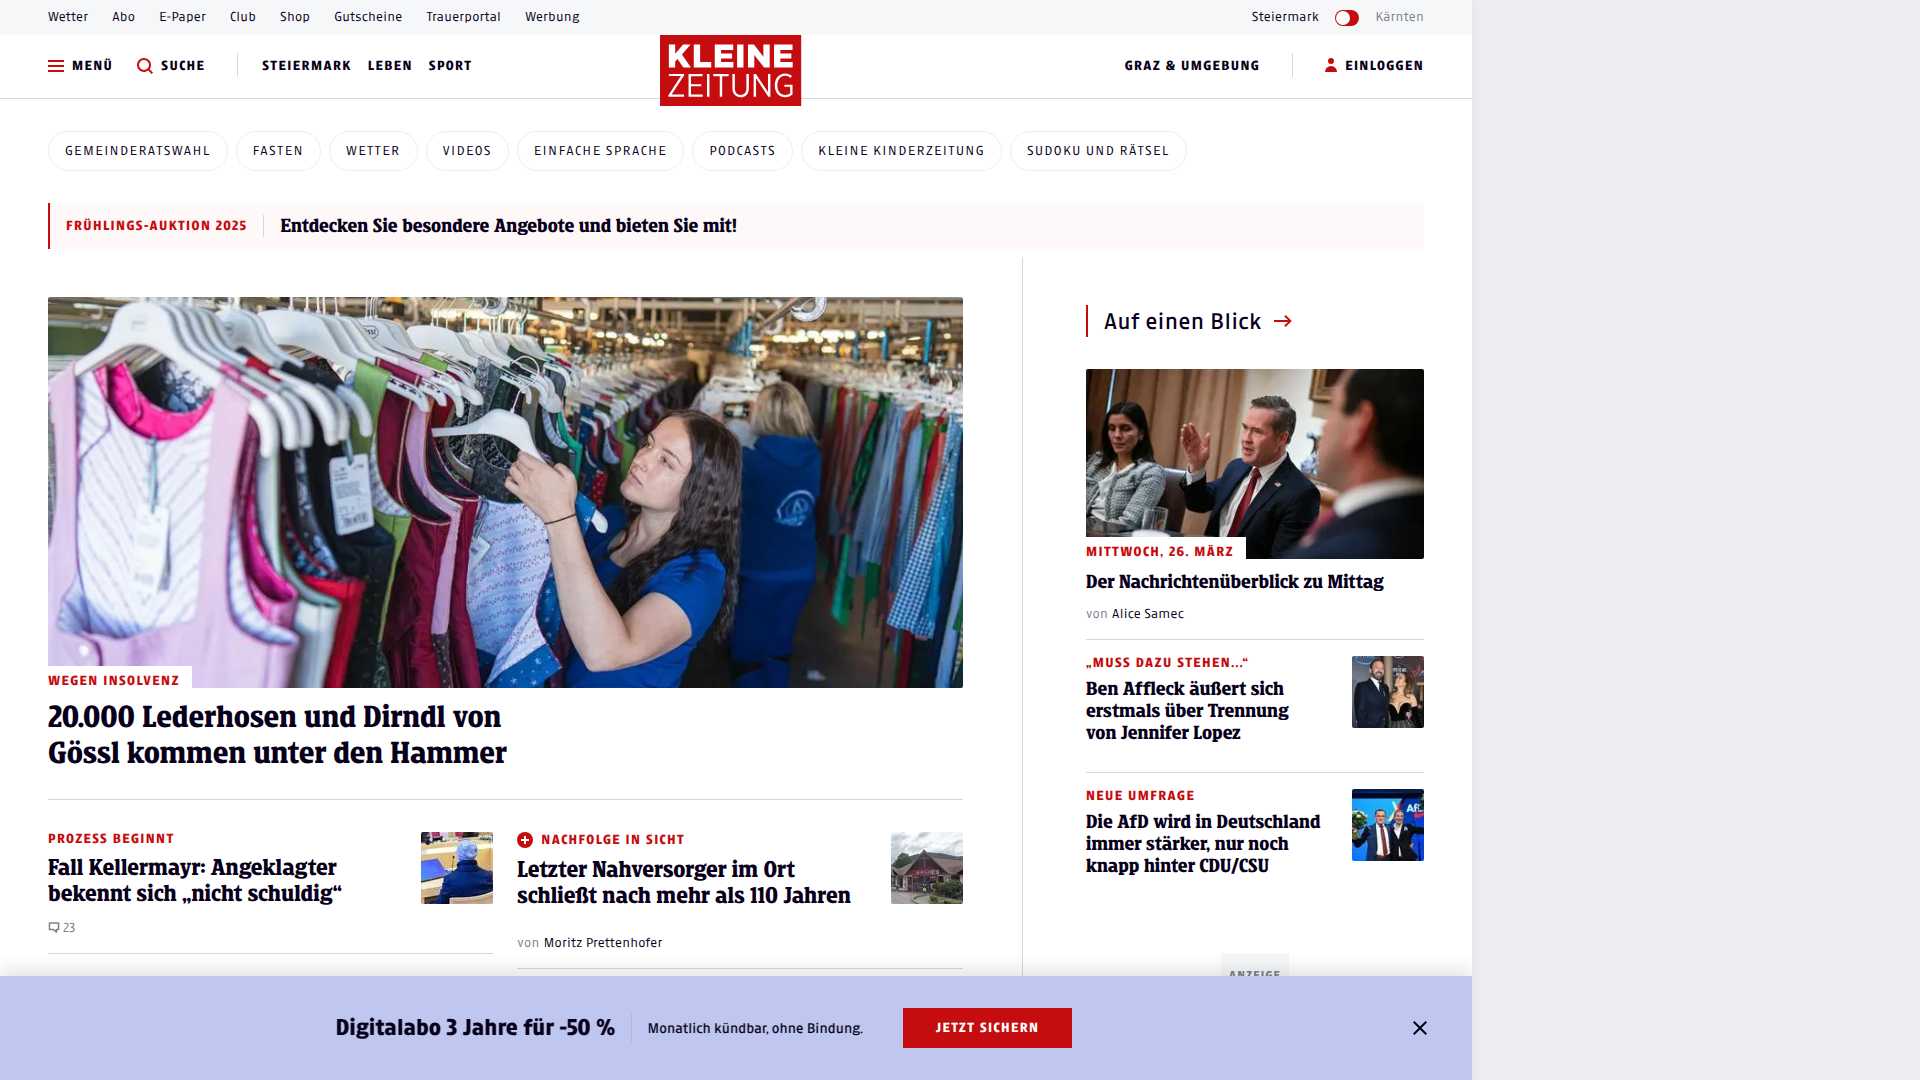 Wetter Abo E-Paper Club Shop Gutscheine Trauerportal Werbung Steiermark Kärnten
MENÜ SUCHE STEIERMARK LEBEN SPORT KLEINE ZEITUNG GRAZ & UMGEBUNG EINLOGGEN
GEMEINDERATSWAHL FASTEN WETTER VIDEOS EINFACHE SPRACHE PODCASTS KLEINE KINDERZEITUNG SUDOKU UND RÄTSEL
FRÜHLINGS-AUKTION 2025 Entdecken Sie besondere Angebote und bieten Sie mit!
WEGEN INSOLVENZ
20.000 Lederhosen und Dirndl von
Gössl kommen unter den Hammer
PROZESS BEGINNT
Fall Kellermayr: Angeklagter
bekennt sich „nicht schuldig“
23
NACHFOLGE IN SICHT
Letzter Nahversorger im Ort
schließt nach mehr als 110 Jahren
von Moritz Prettenhofer
Auf einen Blick
MITTWOCH, 26. MÄRZ
Der Nachrichtenüberblick zu Mittag
von Alice Samec
„MUSS DAZU STEHEN...“
Ben Affleck äußert sich
erstmals über Trennung
von Jennifer Lopez
NEUE UMFRAGE
Die AfD wird in Deutschland
immer stärker, nur noch
knapp hinter CDU/CSU
AfD
ANZEIGE
Digitalabo 3 Jahre für -50 % Monatlich kündbar, ohne Bindung. JETZT SICHERN